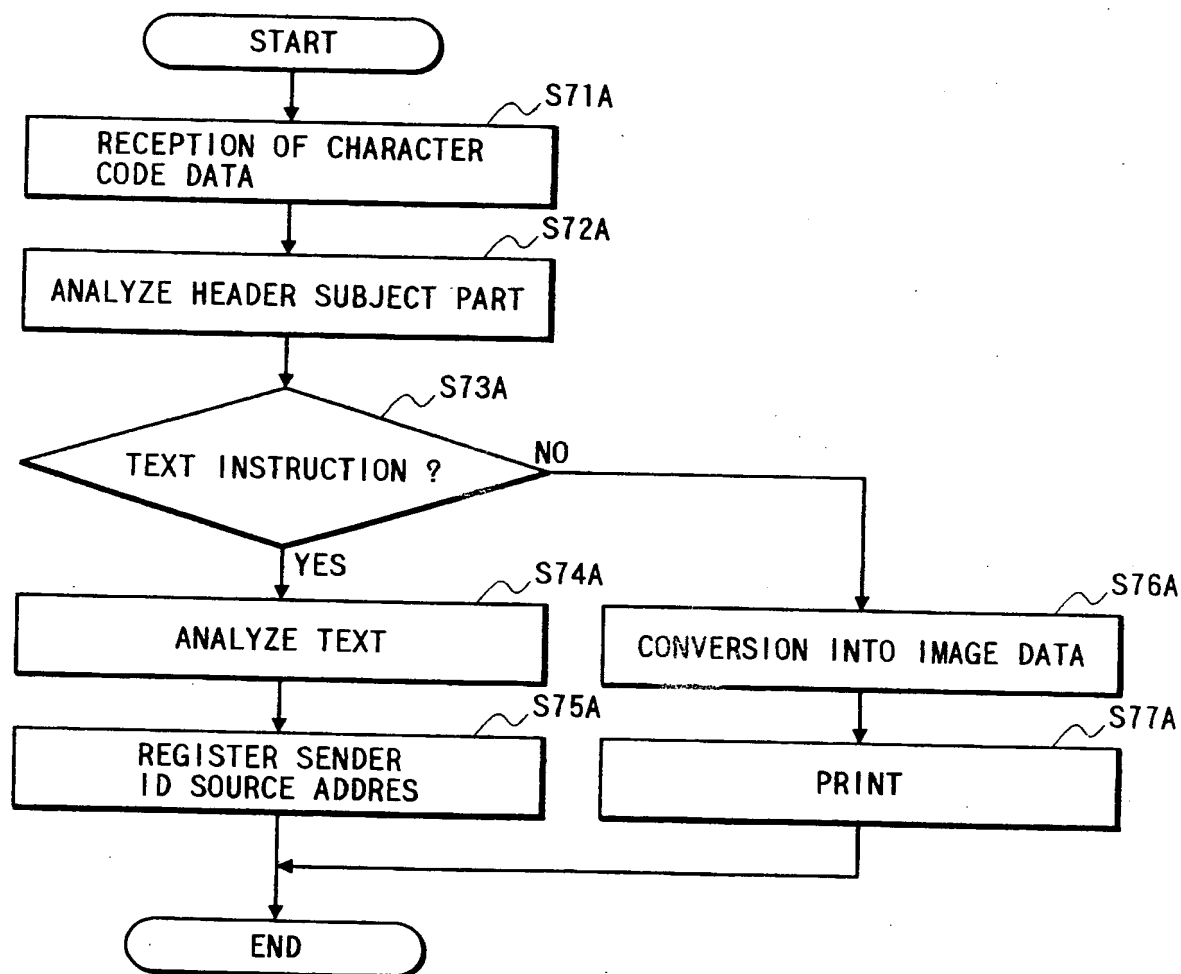 START
S71A
RECEPTION OF CHARACTER
CODE DATA
S72A
ANALYZE HEADER SUBJECT PART
S73A
TEXT INSTRUCTION ?
NO
YES
S74A
ANALYZE TEXT
S76A
CONVERSION INTO IMAGE DATA
S75A
REGISTER SENDER
ID SOURCE ADDRES
S77A
PRINT
END